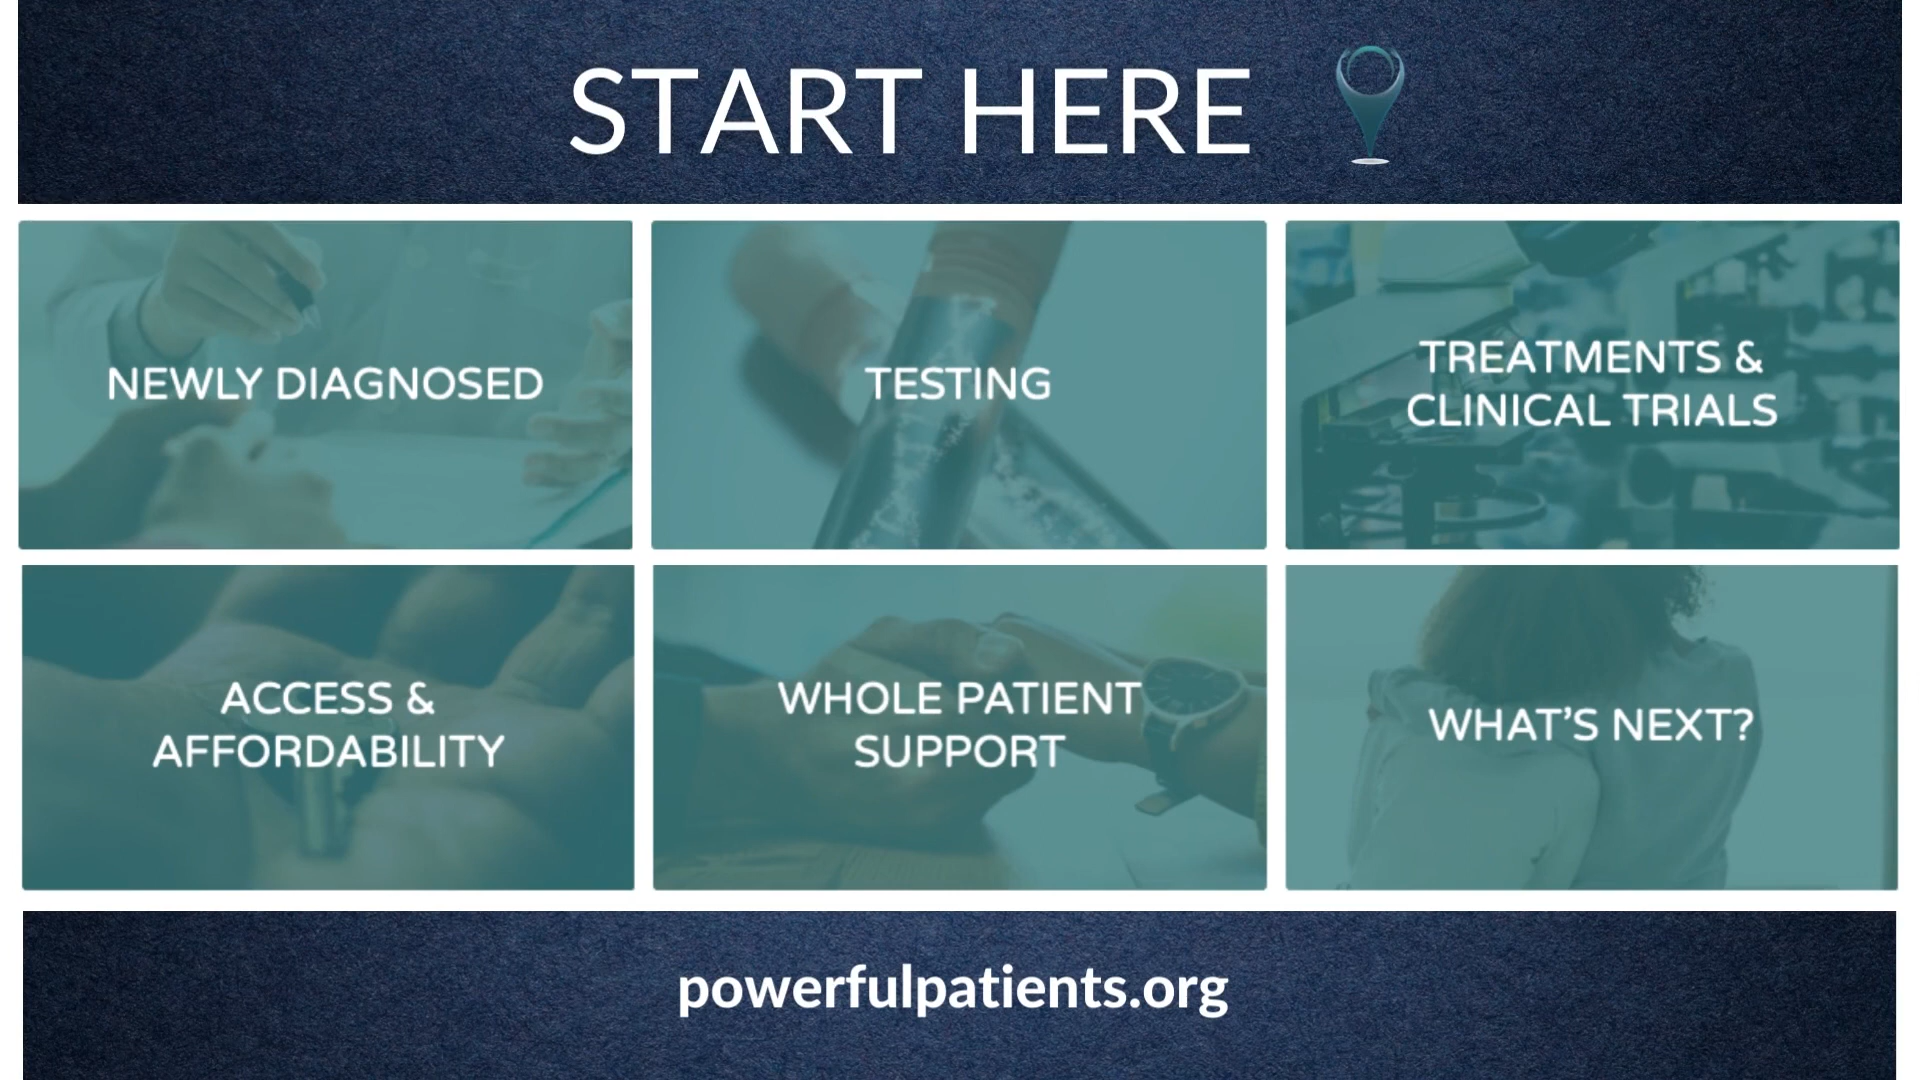 START HERE
NEWLY DIAGNOSED
TESTING
TREATMENTS &
CLINICAL TRIALS
ACCESS &
AFFORDABILITY
WHOLE PATIENT
SUPPORT
WHAT'S NEXT?
powerfulpatients.org